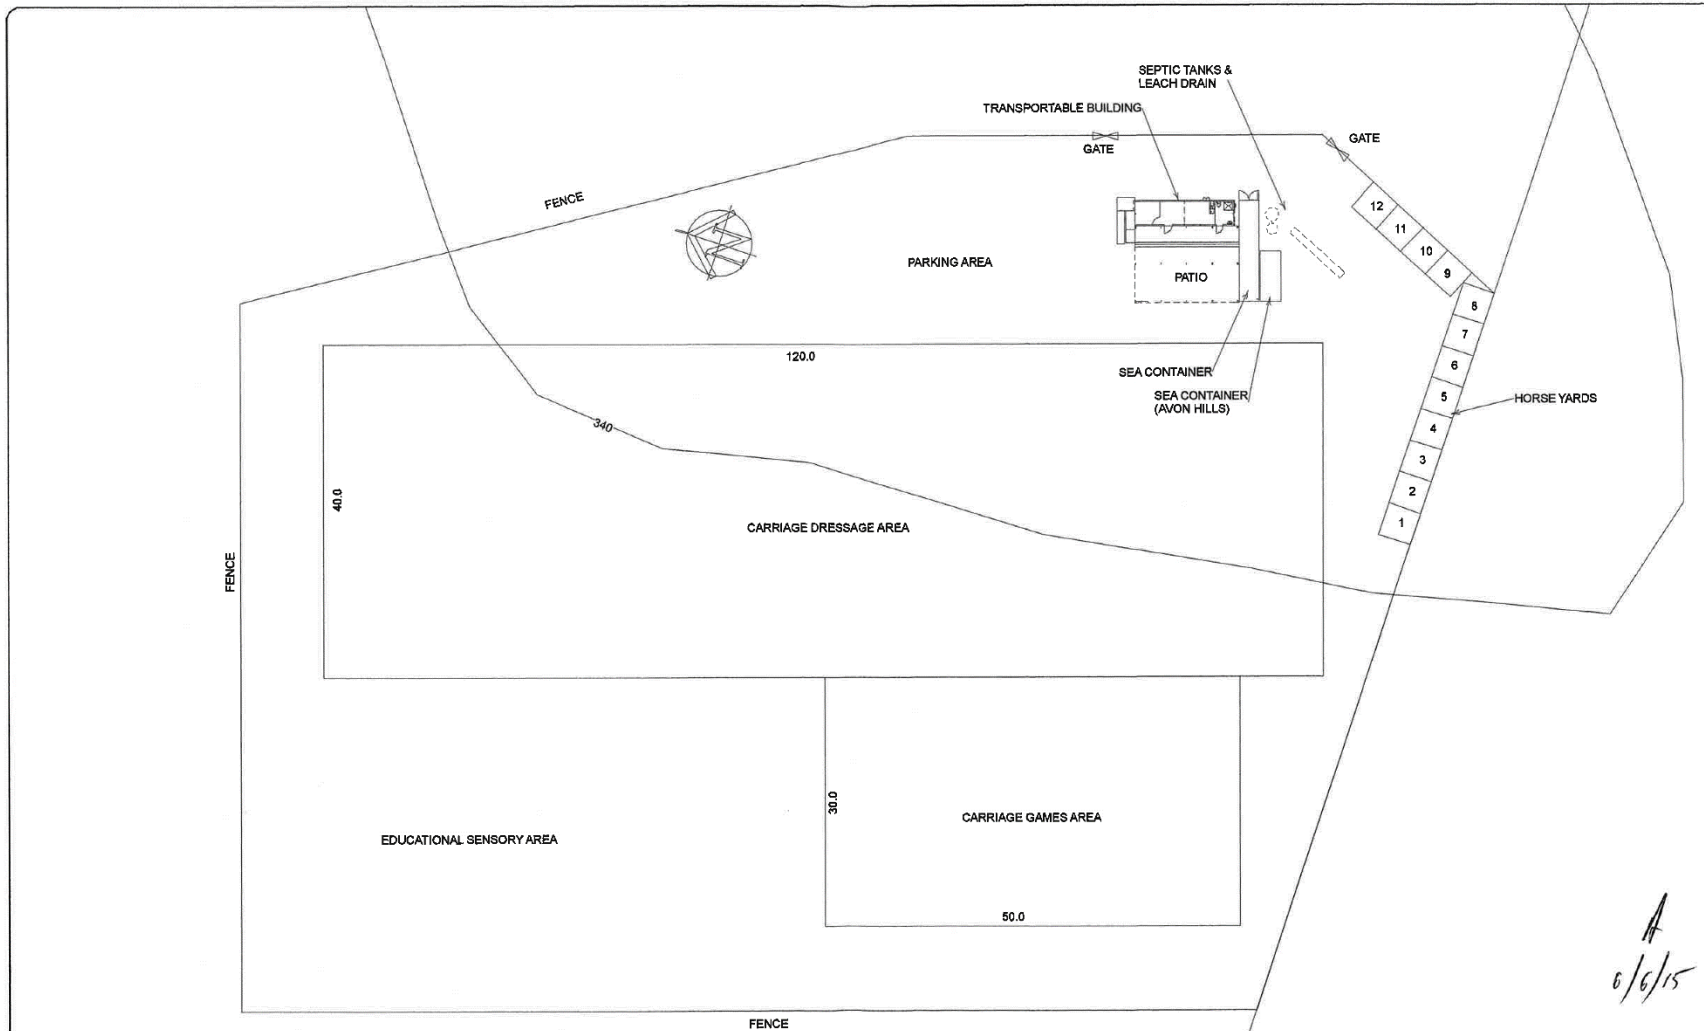 SEPTIC TANKS &
LEACH DRAIN
TRANSPORTABLE BUILDING
GATE
GATE
FENCE
12
11
10
9
8
7
6
5
4
3
2
1
PARKING AREA
PATIO
120.0
SEA CONTAINER
SEA CONTAINER
(AVON HILLS)
HORSE YARDS
340
40.0
CARRIAGE DRESSAGE AREA
FENCE
30.0
CARRIAGE GAMES AREA
EDUCATIONAL SENSORY AREA
50.0
FENCE
A
6/6/15